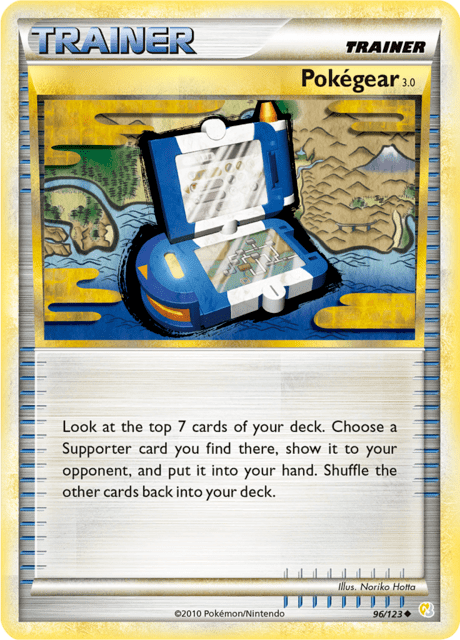 TRAINER
TRAINER
Pokégear 3.0
Look at the top 7 cards of your deck. Choose a
Supporter card you find there, show it to your
opponent, and put it into your hand. Shuffle the
other cards back into your deck.
Illus. Noriko Hotta
©2010 Pokémon/Nintendo
96/123